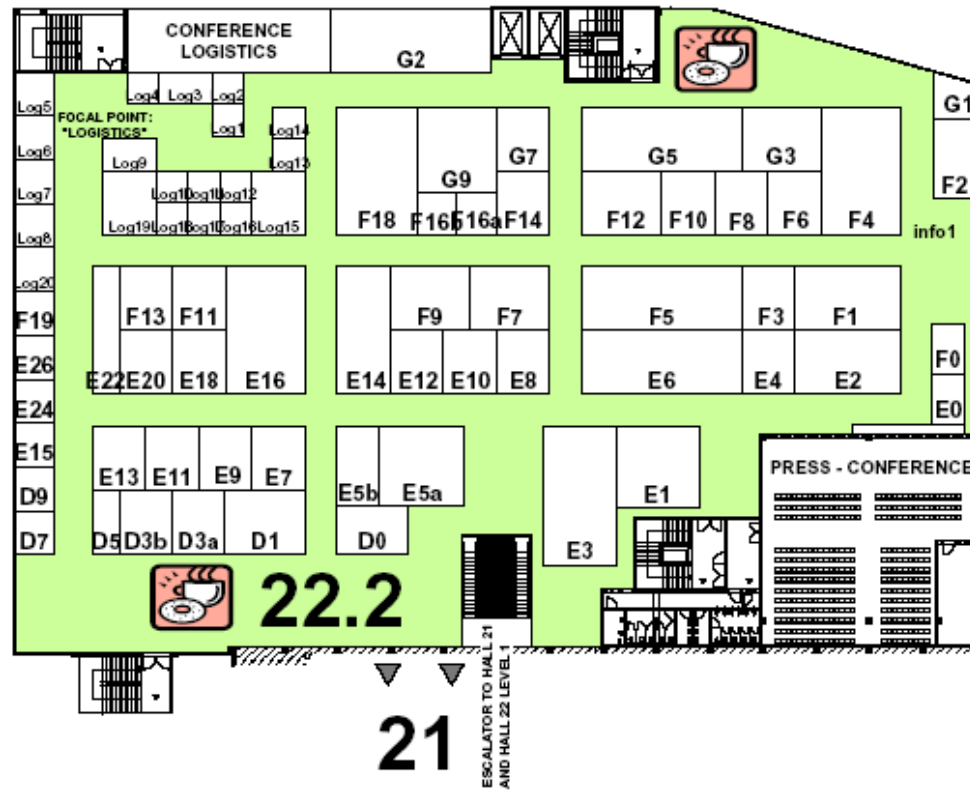 CONFERENCE
LOGISTICS
G2
Log4 Log3 Log2
Log5
FOCAL POINT:
"LOGISTICS"
Log1 Log14
G1
Log6
Log9
Log13
G7
G5
G3
G9
Log7
Log10 Log11 Log12
F2
Log19 Log18 Log17 Log16 Log15
F18 F16b F16a F14
F12 F10 F8 F6 F4
info1
Log8
Log20
F19
F13 F11
F9 F7
F5 F3 F1
E26
F0
E22 E20 E18 E16
E14 E12 E10 E8
E6 E4 E2
E24
E0
E15
E13 E11 E9 E7
PRESS - CONFERENCE
D9
E5b E5a
E1
D7
D5 D3b D3a D1
D0
E3
22.2
21
ESCALATOR TO HALL 21
AND HALL 22 LEVEL 1